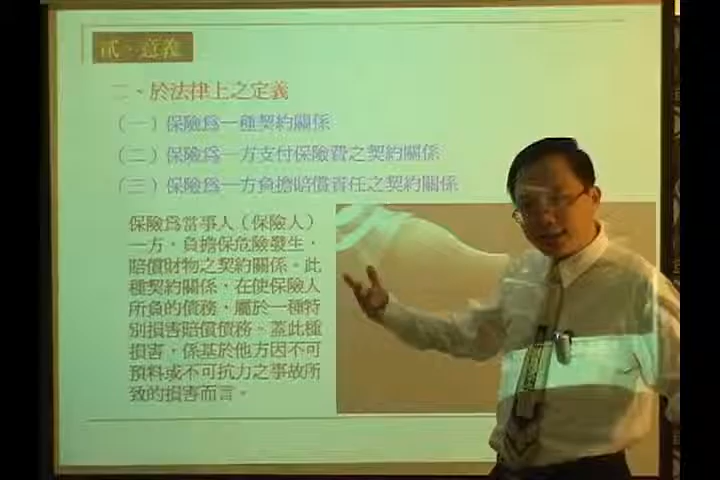 貳、意義
二、於法律上之定義
（一）保險為一種契約關係
（二）保險為一方支付保險費之契約關係
（三）保險為一方負擔賠償責任之契約關係
保險為當事人（保險人）
一方，負擔保危險發生，
賠償財物之契約關係。此
種契約關係，在使保險人
所負的債務，屬於一種特
別損害賠償債務。蓋此種
損害，係基於他方因不可
預料或不可抗力之事故所
致的損害而言。